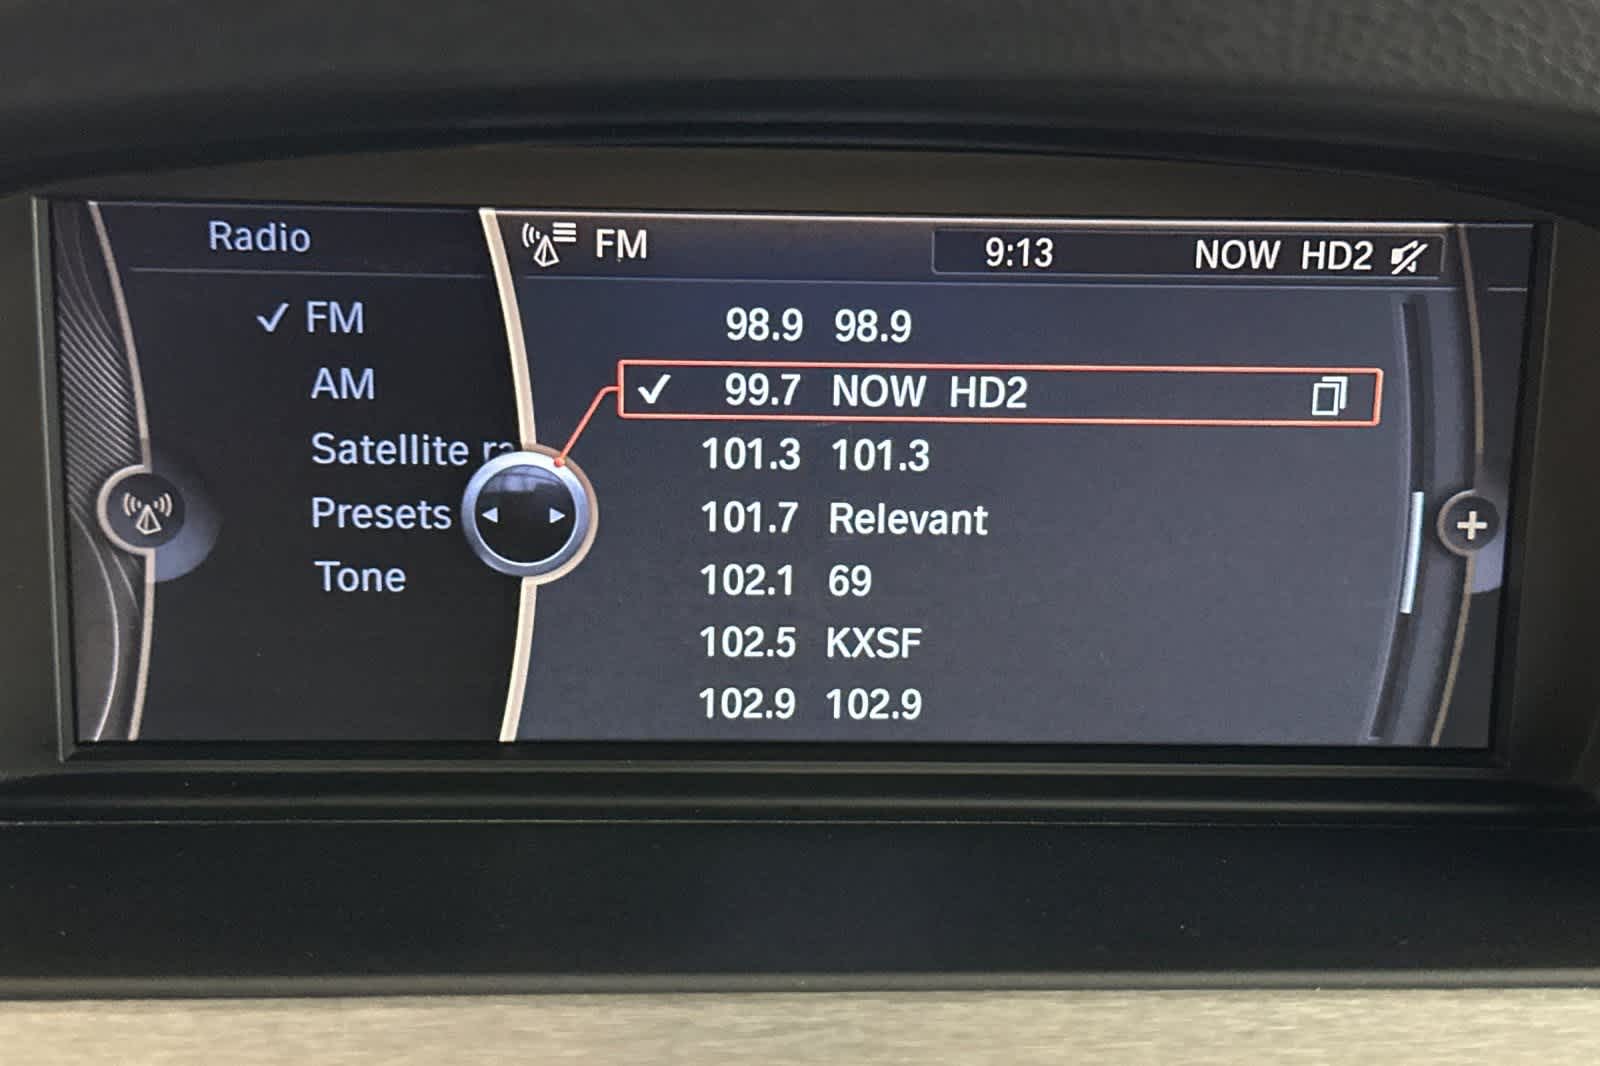 Radio
FM
AM
Satellite
Presets
Tone
FM
9:13 NOW HD2
98.9 98.9
99.7 NOW HD2
101.3 101.3
101.7 Relevant
102.1 69
102.5 KXSF
102.9 102.9